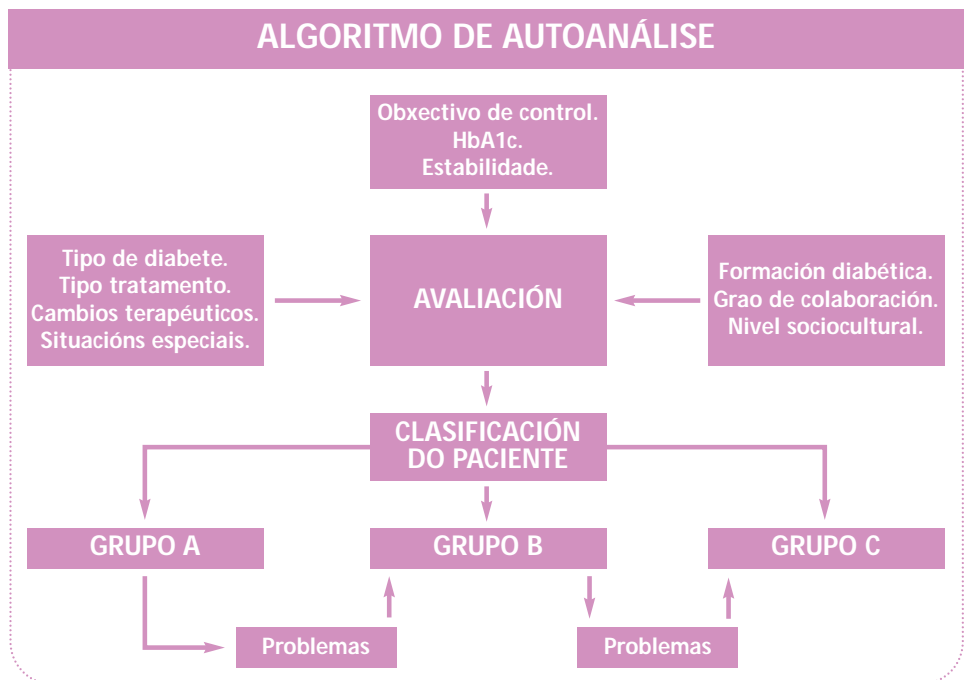 ALGORITMO DE AUTOANÁLISE
Obxectivo de control.
HbA1c.
Estabilidade.
Tipo de diabete.
Tipo tratamento.
Cambios terapéuticos.
Situacións especiais.
AVALIACIÓN
Formación diabética.
Grao de colaboración.
Nivel sociocultural.
CLASIFICACIÓN
DO PACIENTE
GRUPO A
GRUPO B
GRUPO C
Problemas
Problemas